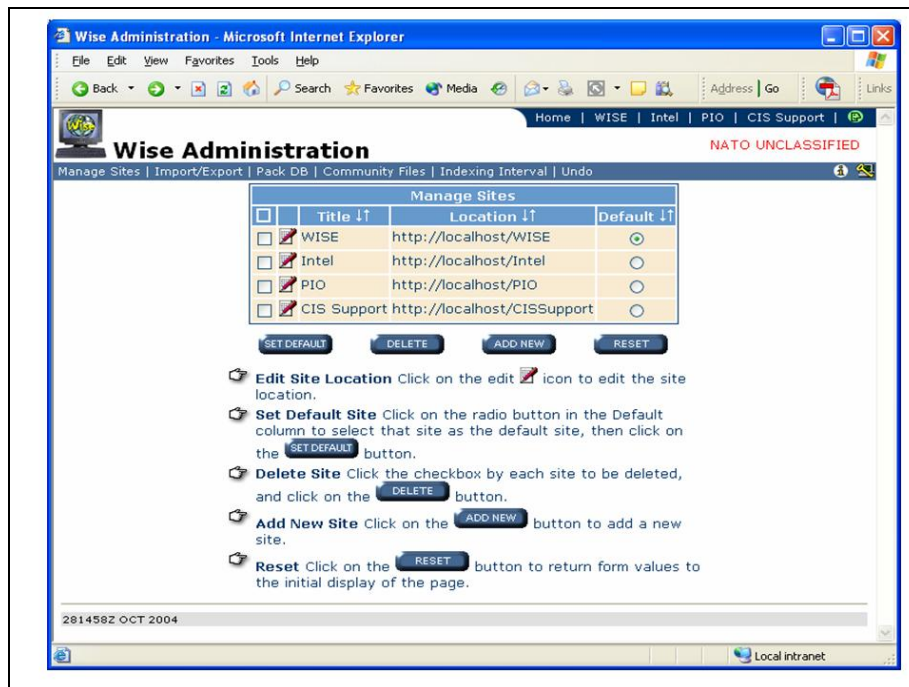 Wise Administration - Microsoft Internet Explorer
File Edit View Favorites Tools Help
Back Search Favorites Media Address Go Links
Home | WISE | Intel | PIO | CIS Support |
Wise
Wise Administration
NATO UNCLASSIFIED
Manage Sites | Import/Export | Pack DB | Community Files | Indexing Interval | Undo
Manage Sites
Title ↓↑ Location ↓↑ Default ↓↑
WISE http://localhost/WISE
Intel http://localhost/Intel
PIO http://localhost/PIO
CIS Support http://localhost/CISSupport
SET DEFAULT DELETE ADD NEW RESET
Edit Site Location Click on the edit icon to edit the site
location.
Set Default Site Click on the radio button in the Default
column to select that site as the default site, then click on
the SET DEFAULT button.
Delete Site Click the checkbox by each site to be deleted,
and click on the DELETE button.
Add New Site Click on the ADD NEW button to add a new
site.
Reset Click on the RESET button to return form values to
the initial display of the page.
281458Z OCT 2004
Local intranet